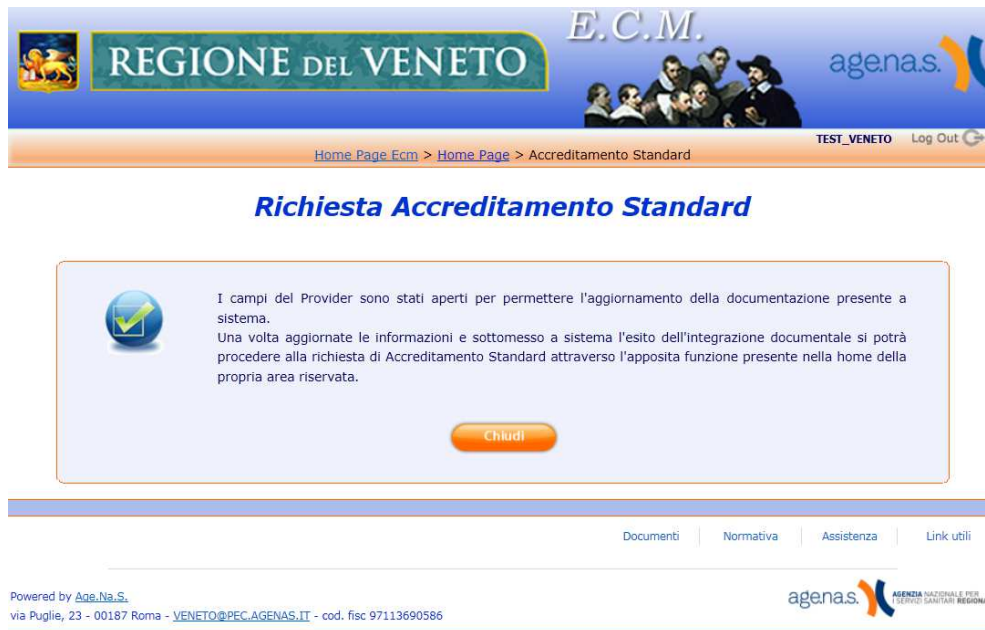 E.C.M.
REGIONE DEL VENETO
agenas.
TEST_VENETO Log Out
Home Page Ecm > Home Page > Accreditamento Standard
Richiesta Accreditamento Standard
I campi del Provider sono stati aperti per permettere l'aggiornamento della documentazione presente a
sistema.
Una volta aggiornate le informazioni e sottomesso a sistema l'esito dell'integrazione documentale si potrà
procedere alla richiesta di Accreditamento Standard attraverso l'apposita funzione presente nella home della
propria area riservata.
Chiudi
Documenti Normativa Assistenza Link utili
Powered by Age.Na.S.
via Puglie, 23 - 00187 Roma - VENETO@PEC.AGENAS.IT - cod. fisc 97113690586
agenas.
AGENZIA NAZIONALE PER
I SERVIZI SANITARI